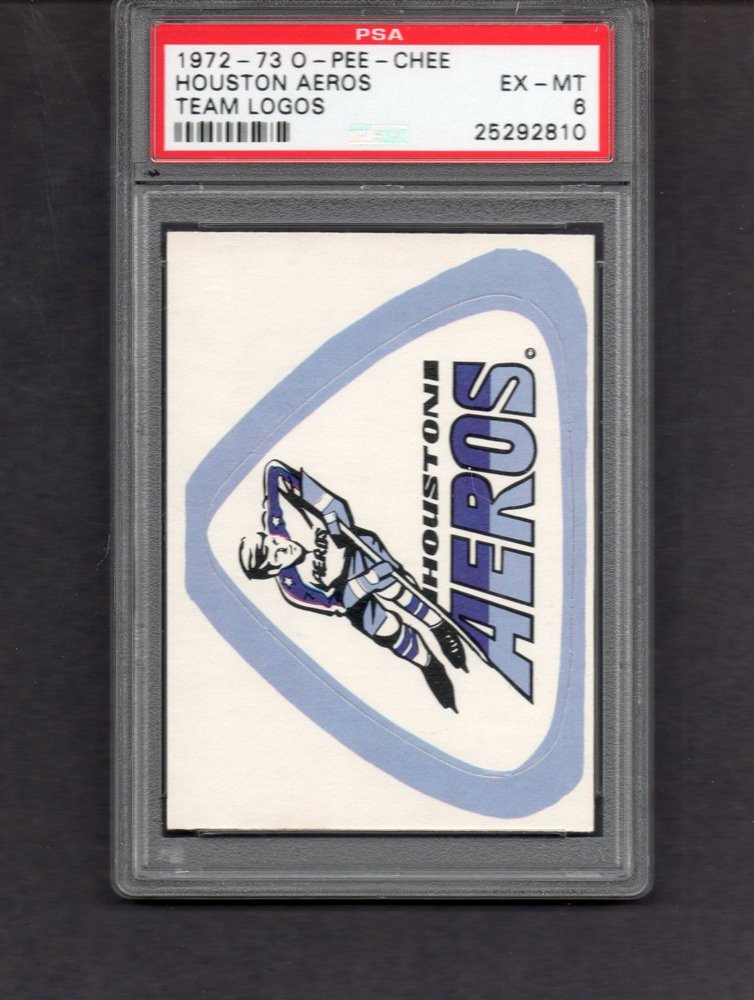 PSA
1972-73 O-PEE-CHEE
HOUSTON AEROS EX-MT
TEAM LOGOS 6
25292810
HOUSTON
AEROS
AEROS